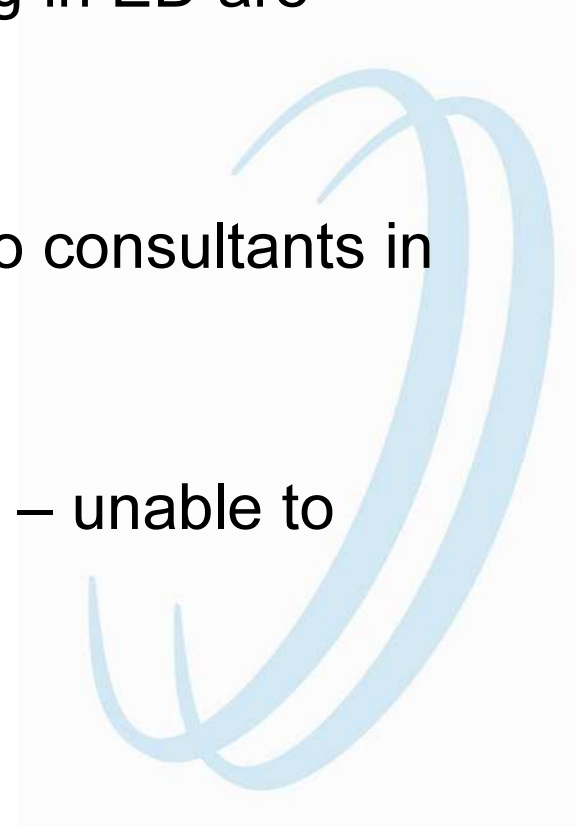 in ED are
consultants in
– unable to